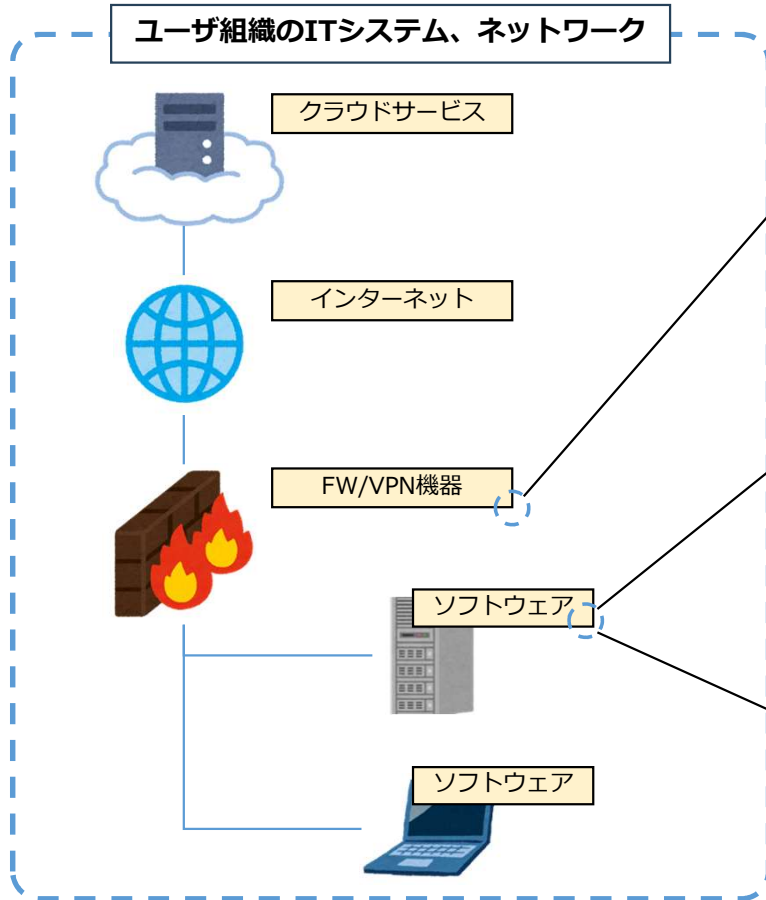 ユーザ組織のITシステム、ネットワーク
クラウドサービス
インターネット
FW/VPN機器
ソフトウェア
ソフトウェア